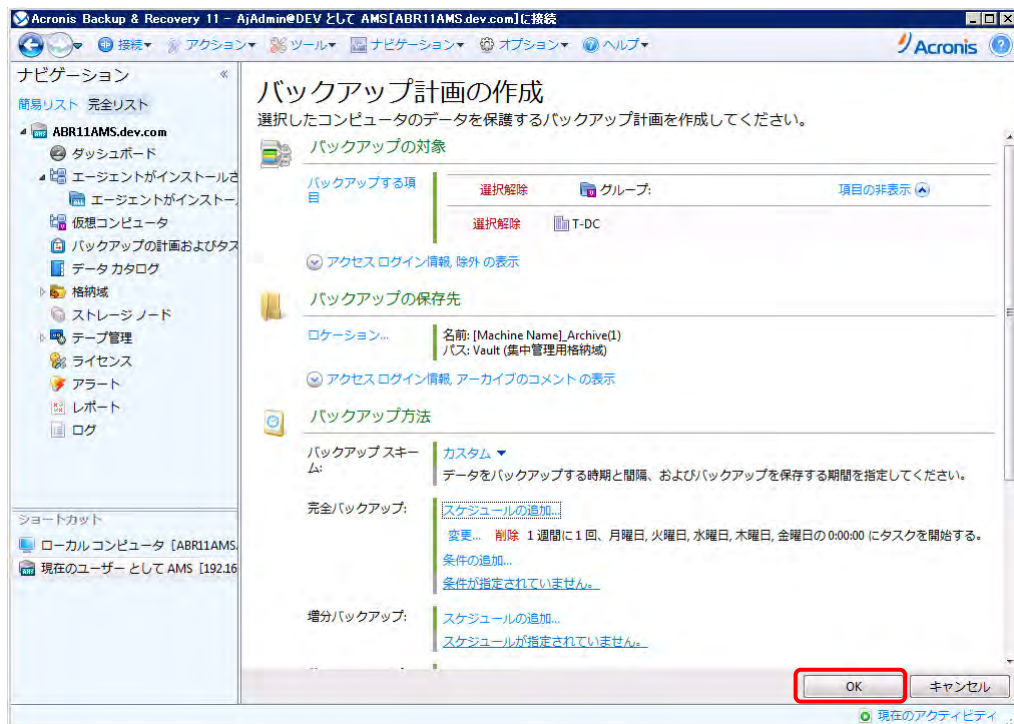 Acronis Backup & Recovery 11 - AjAdmin@DEV として AMS[ABR11AMS.dev.com]に接続
接続 アクション ツール ナビゲーション オプション ヘルプ Acronis
ナビゲーション
簡易リスト 完全リスト
ABR11AMS.dev.com
ダッシュボード
エージェントがインストールさ
エージェントがインストー
仮想コンピュータ
バックアップの計画およびタス
データ カタログ
格納域
ストレージ ノード
テープ管理
ライセンス
アラート
レポート
ログ
ショートカット
ローカル コンピュータ [ABR11AMS.
現在のユーザー として AMS [192.16
バックアップ計画の作成
選択したコンピュータのデータを保護するバックアップ計画を作成してください。
バックアップの対象
バックアップする項目
選択解除 グループ: 項目の非表示
選択解除 T-DC
アクセス ログイン情報, 除外 の表示
バックアップの保存先
ロケーション... 名前: [Machine Name]_Archive(1)
パス: Vault (集中管理用格納域)
アクセス ログイン情報, アーカイブのコメント の表示
バックアップ方法
バックアップ スキーム: カスタム
データをバックアップする時期と間隔、およびバックアップを保存する期間を指定してください。
完全バックアップ: スケジュールの追加...
変更... 削除 1 週間に 1 回、月曜日, 火曜日, 水曜日, 木曜日, 金曜日の 0:00:00 にタスクを開始する。
条件の追加...
条件が指定されていません。
増分バックアップ: スケジュールの追加...
スケジュールが指定されていません。
OK キャンセル
現在のアクティビティ